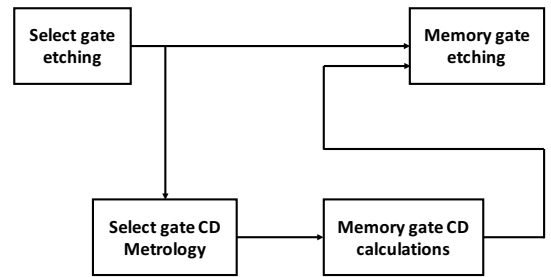 Select gate
etching
Memory gate
etching
Select gate CD
Metrology
Memory gate CD
calculations